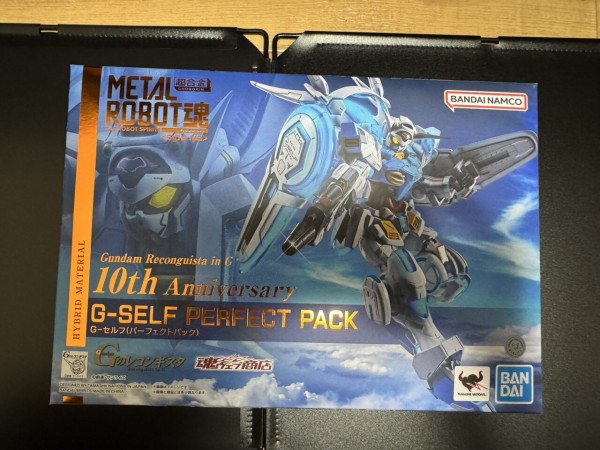 METAL
ROBOT魂
超合金
BANDAI NAMCO
HYBRID MATERIAL
Gundam Reconguista in G
10th Anniversary
G-SELF PERFECT PACK
G-セルフ(パーフェクトパック)
Gのレコンギスタ
魂ウェブ商店
BAN
DAI